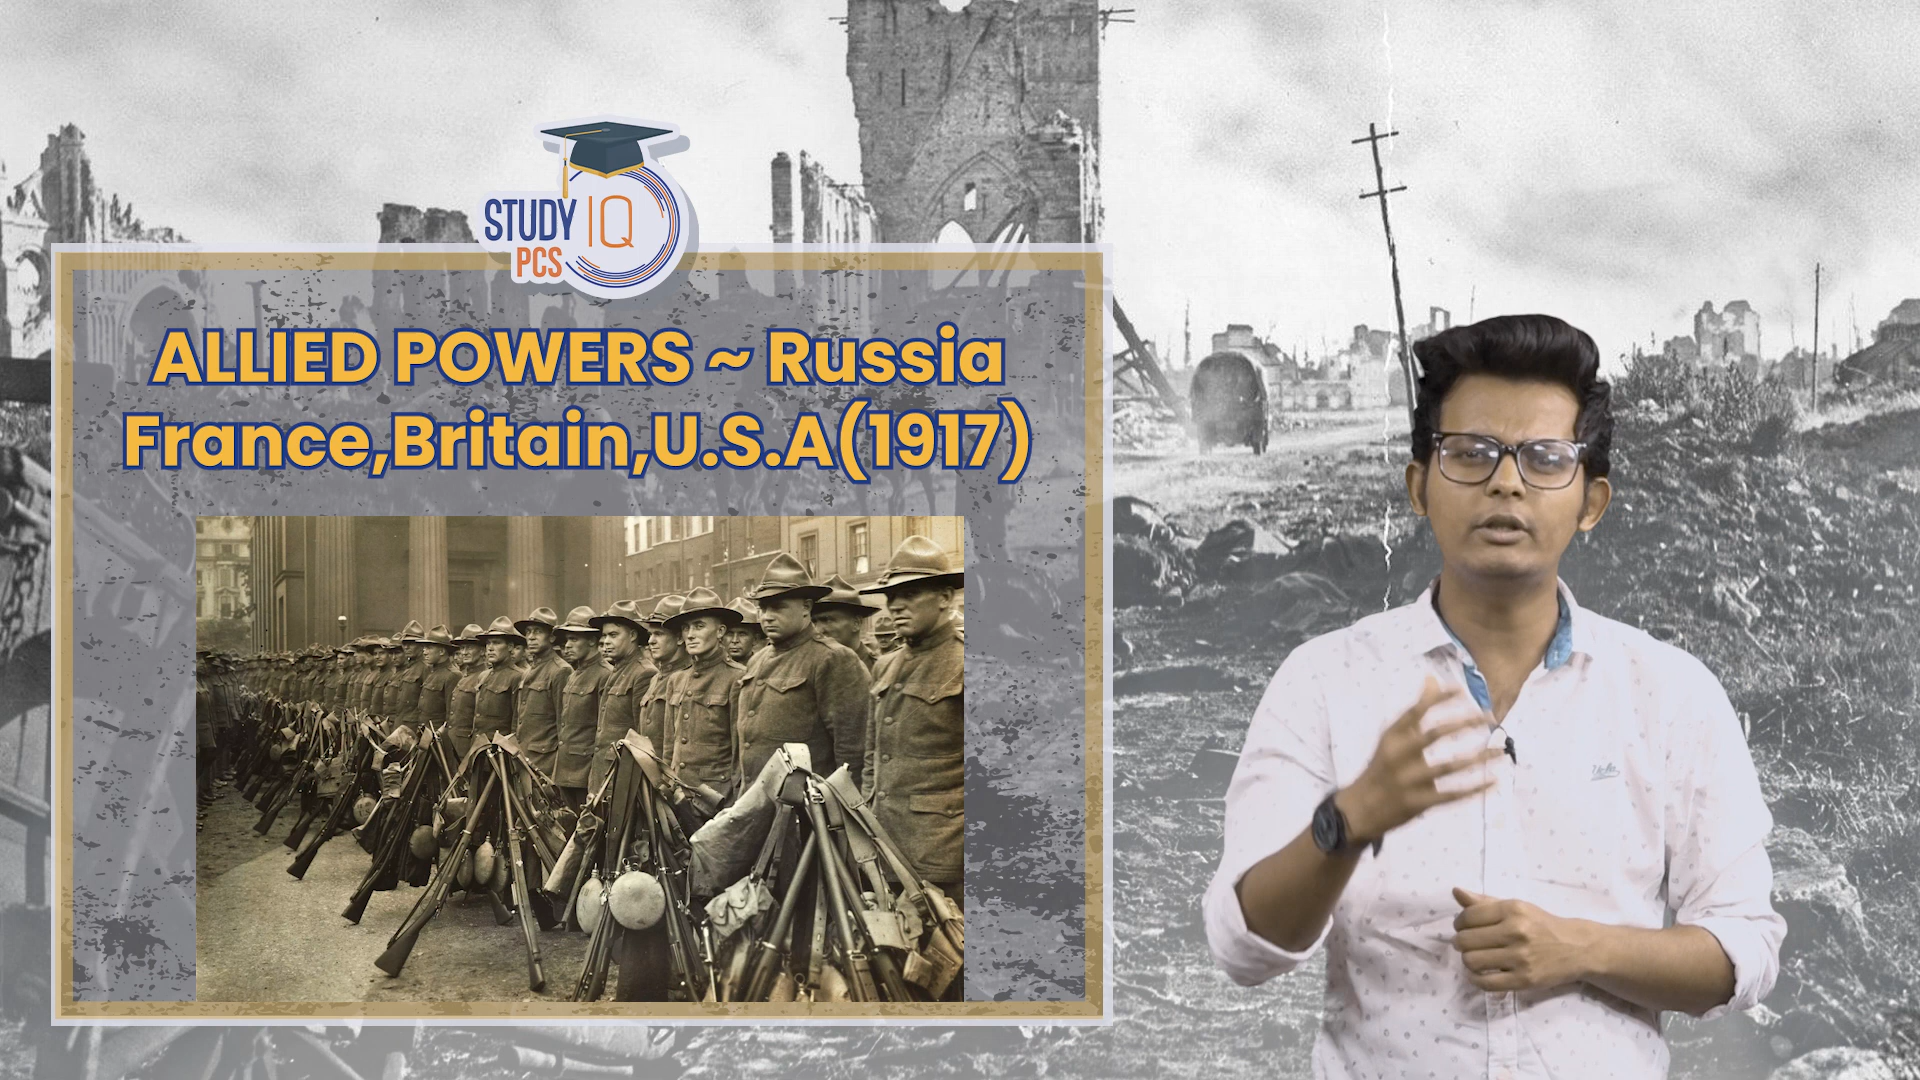 STUDY IQ
PCS
ALLIED POWERS ~ Russia
France,Britain,U.S.A(1917)